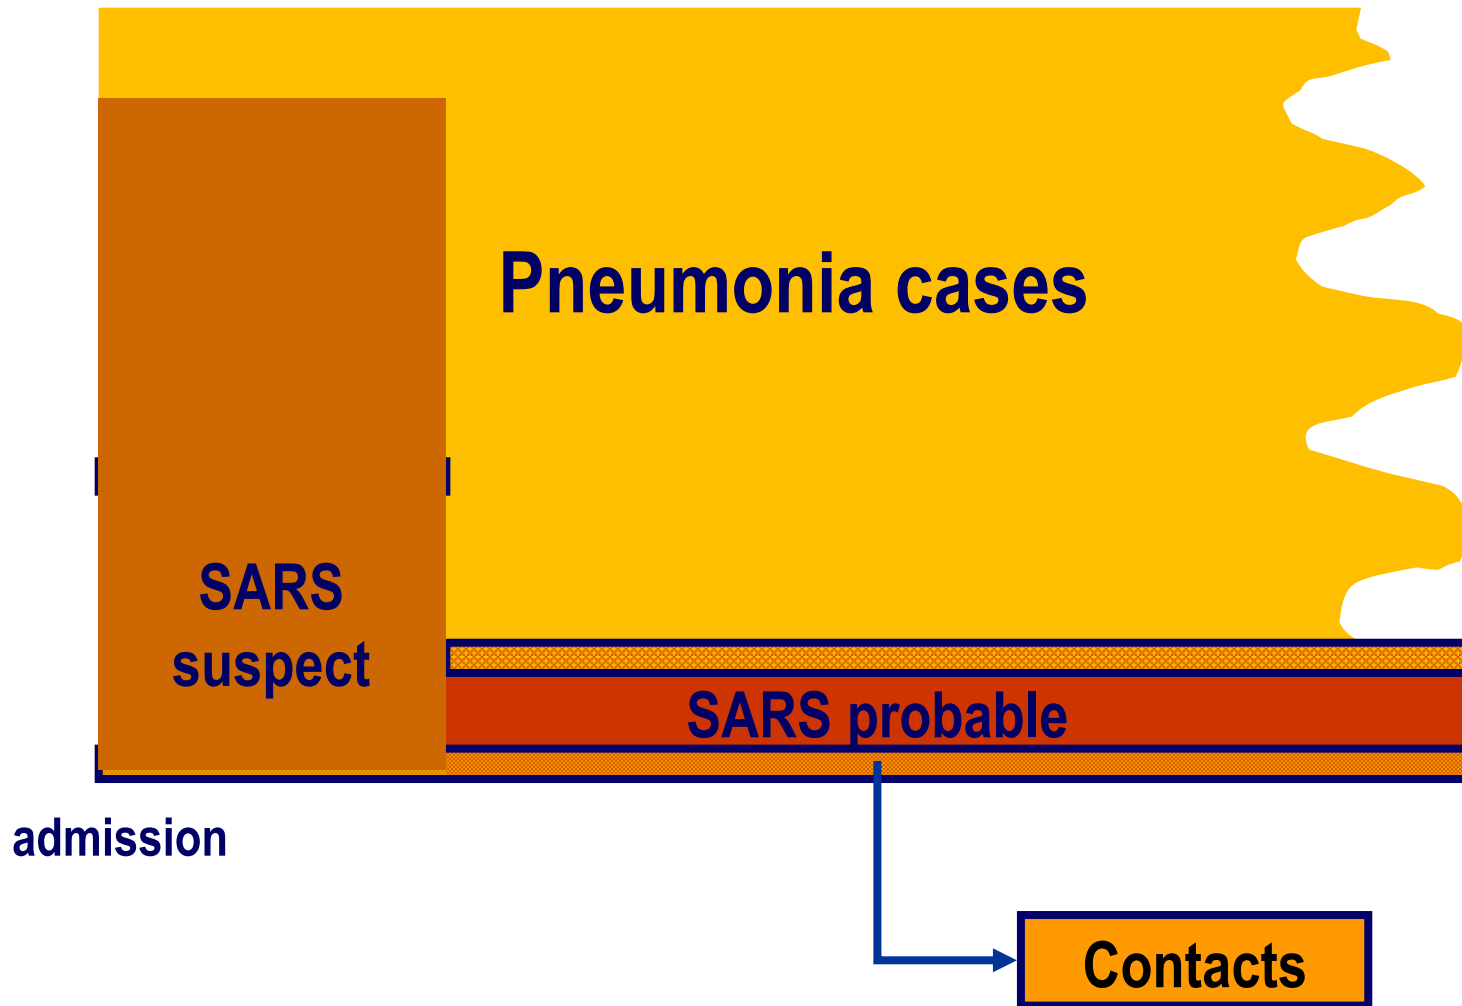 Pneumonia cases
SARS
suspect
SARS probable
admission
Contacts